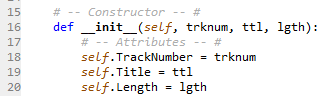 15 # -- Constructor -- #
16 def __init__(self, trknum, ttl, lgth):
17 # -- Attributes -- #
18 self.TrackNumber = trknum
19 self.Title = ttl
20 self.Length = lgth